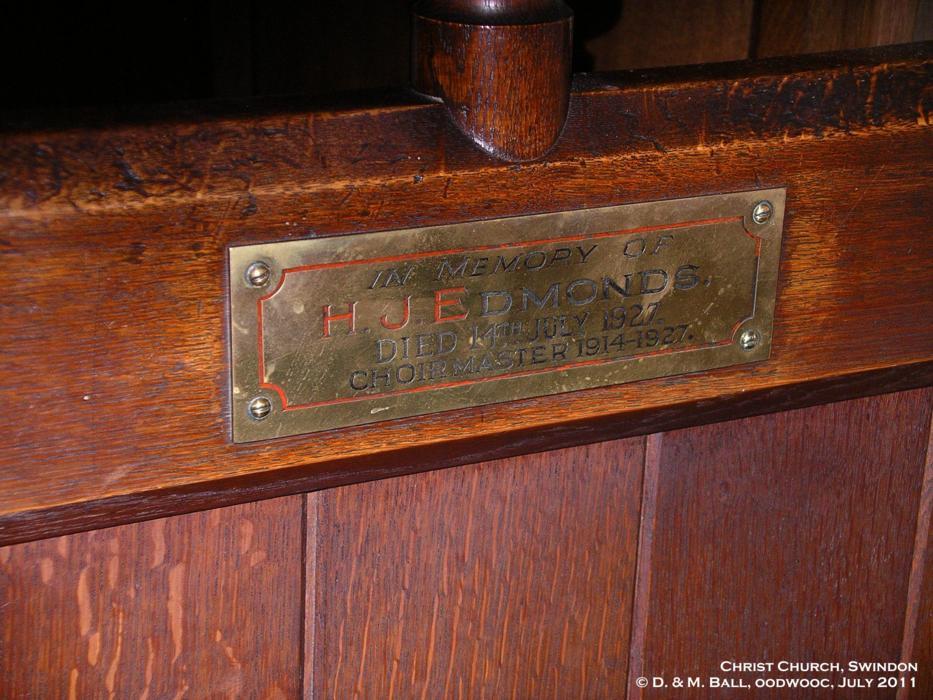 IN MEMORY OF
H. J. EDMONDS.
DIED 14TH JULY 1927.
CHOIRMASTER 1914-1927.
CHRIST CHURCH, SWINDON
© D. & M. BALL, OODWOOC, JULY 2011